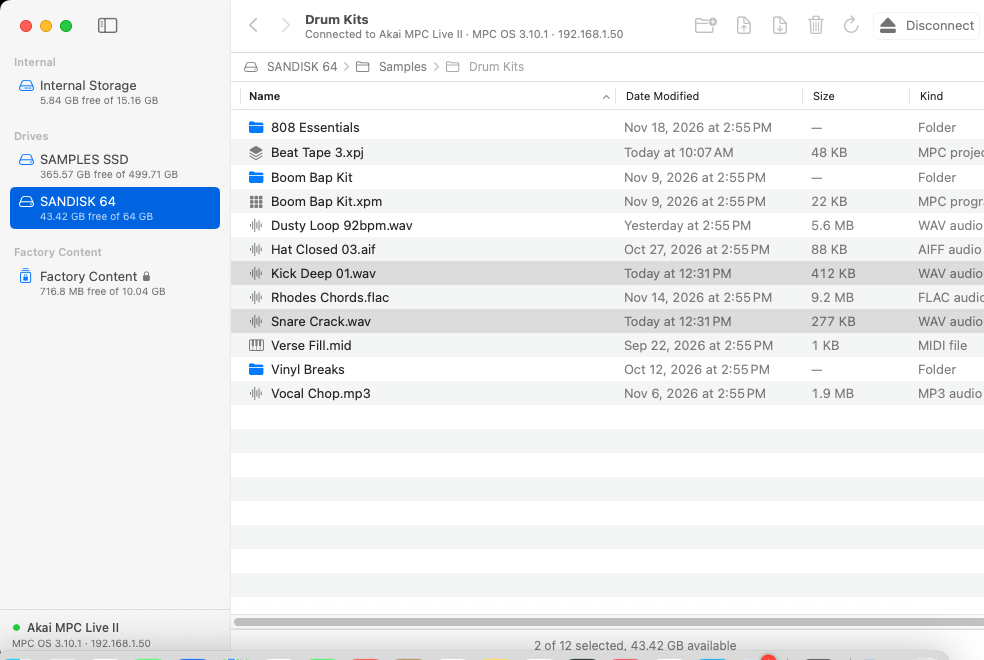 Drum Kits
Connected to Akai MPC Live II · MPC OS 3.10.1 · 192.168.1.50
Disconnect
Internal
Internal Storage
5.84 GB free of 15.16 GB
Drives
SAMPLES SSD
365.57 GB free of 499.71 GB
SANDISK 64
43.42 GB free of 64 GB
Factory Content
Factory Content
716.8 MB free of 10.04 GB
Akai MPC Live II
MPC OS 3.10.1 · 192.168.1.50
SANDISK 64 Samples Drum Kits
Name Date Modified Size Kind
808 Essentials Nov 18, 2026 at 2:55 PM — Folder
Beat Tape 3.xpj Today at 10:07 AM 48 KB MPC projec
Boom Bap Kit Nov 9, 2026 at 2:55 PM — Folder
Boom Bap Kit.xpm Nov 9, 2026 at 2:55 PM 22 KB MPC progra
Dusty Loop 92bpm.wav Yesterday at 2:55 PM 5.6 MB WAV audio
Hat Closed 03.aif Oct 27, 2026 at 2:55 PM 88 KB AIFF audio
Kick Deep 01.wav Today at 12:31 PM 412 KB WAV audio
Rhodes Chords.flac Nov 14, 2026 at 2:55 PM 9.2 MB FLAC audio
Snare Crack.wav Today at 12:31 PM 277 KB WAV audio
Verse Fill.mid Sep 22, 2026 at 2:55 PM 1 KB MIDI file
Vinyl Breaks Oct 12, 2026 at 2:55 PM — Folder
Vocal Chop.mp3 Nov 6, 2026 at 2:55 PM 1.9 MB MP3 audio
2 of 12 selected, 43.42 GB available